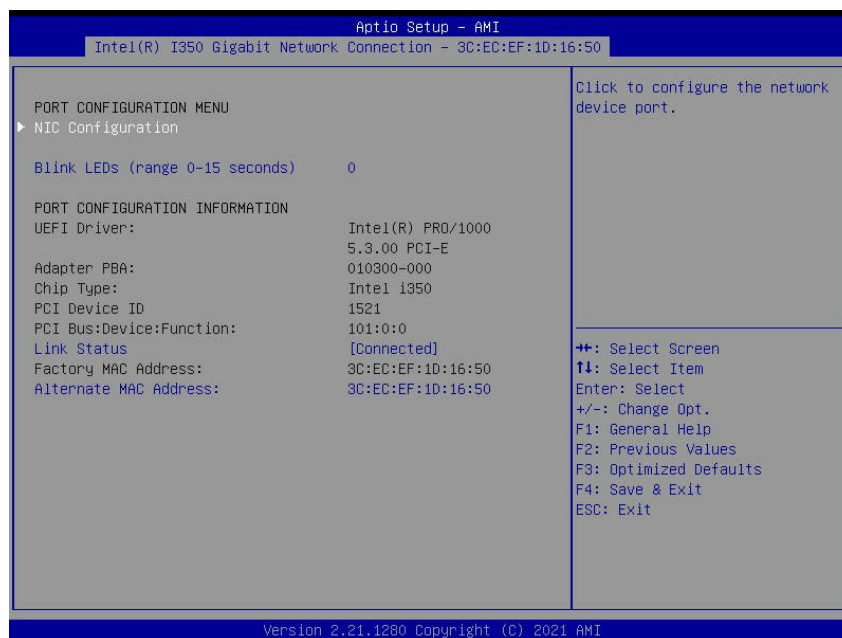 Aptio Setup – AMI
Intel(R) I350 Gigabit Network Connection – 3C:EC:EF:1D:16:50
PORT CONFIGURATION MENU
NIC Configuration
Blink LEDs (range 0-15 seconds) 0
PORT CONFIGURATION INFORMATION
UEFI Driver: Intel(R) PRO/1000
5.3.00 PCI-E
Adapter PBA: 010300-000
Chip Type: Intel i350
PCI Device ID 1521
PCI Bus:Device:Function: 101:0:0
Link Status [Connected]
Factory MAC Address: 3C:EC:EF:1D:16:50
Alternate MAC Address: 3C:EC:EF:1D:16:50
Click to configure the network
device port.
→←: Select Screen
↑↓: Select Item
Enter: Select
+/-: Change Opt.
F1: General Help
F2: Previous Values
F3: Optimized Defaults
F4: Save & Exit
ESC: Exit
Version 2.21.1280 Copyright (C) 2021 AMI